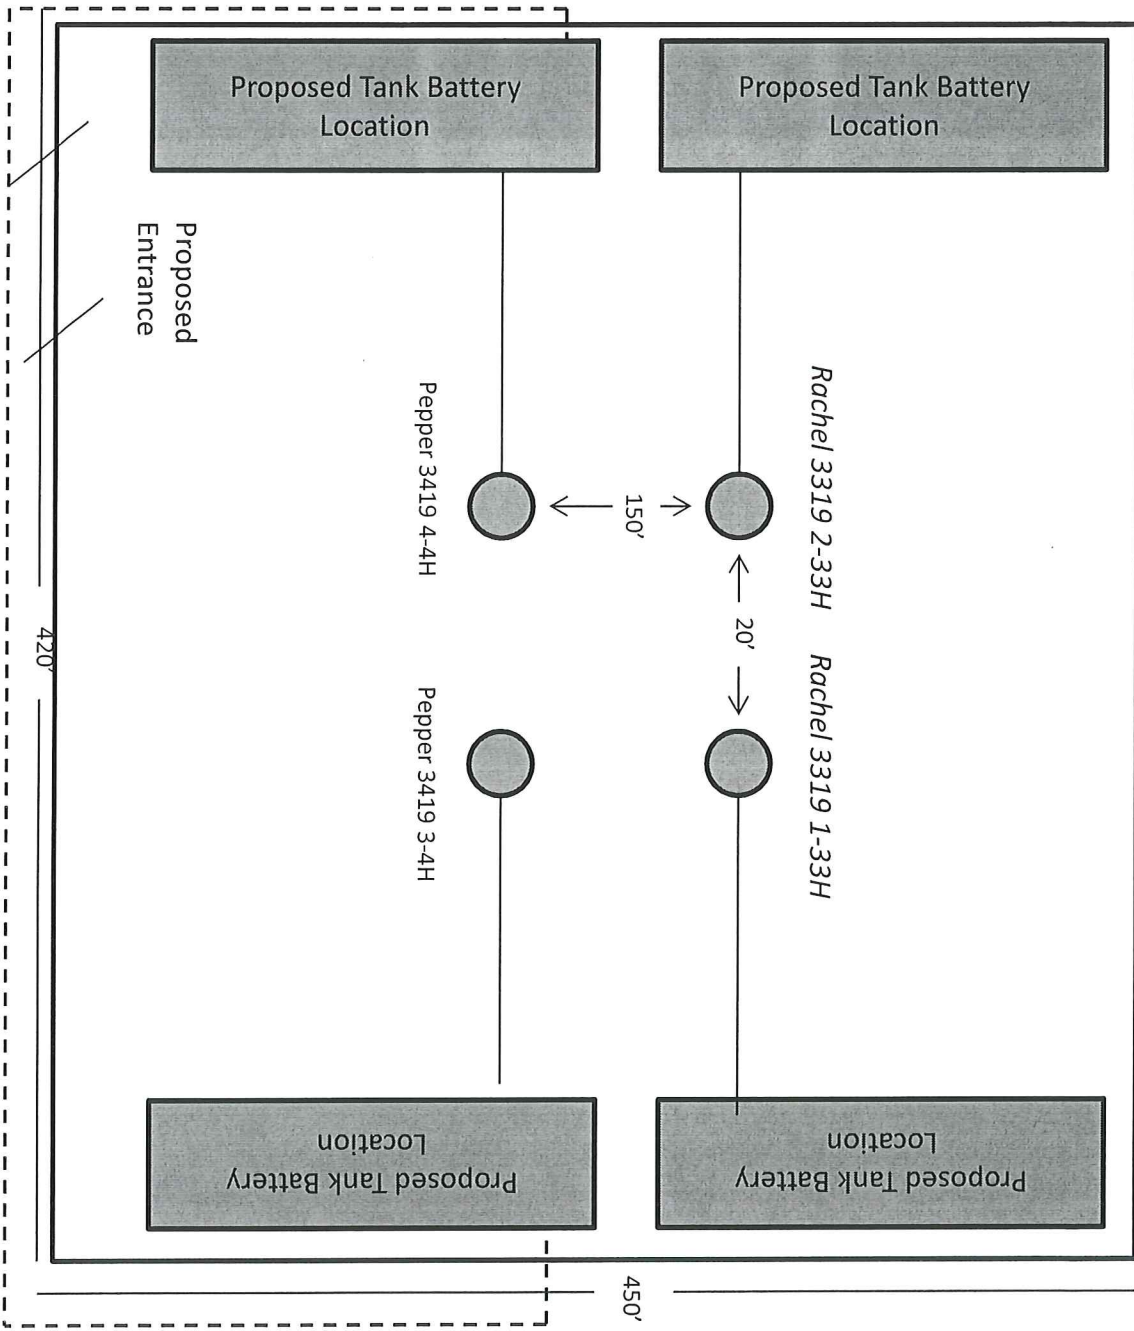 Proposed Tank Battery
Location
Proposed Tank Battery
Location
Proposed
Entrance
Rachel 3319 2-33H
Rachel 3319 1-33H
150'
20'
Pepper 3419 4-4H
Pepper 3419 3-4H
420'
450'
Proposed Tank Battery
Location
Proposed Tank Battery
Location